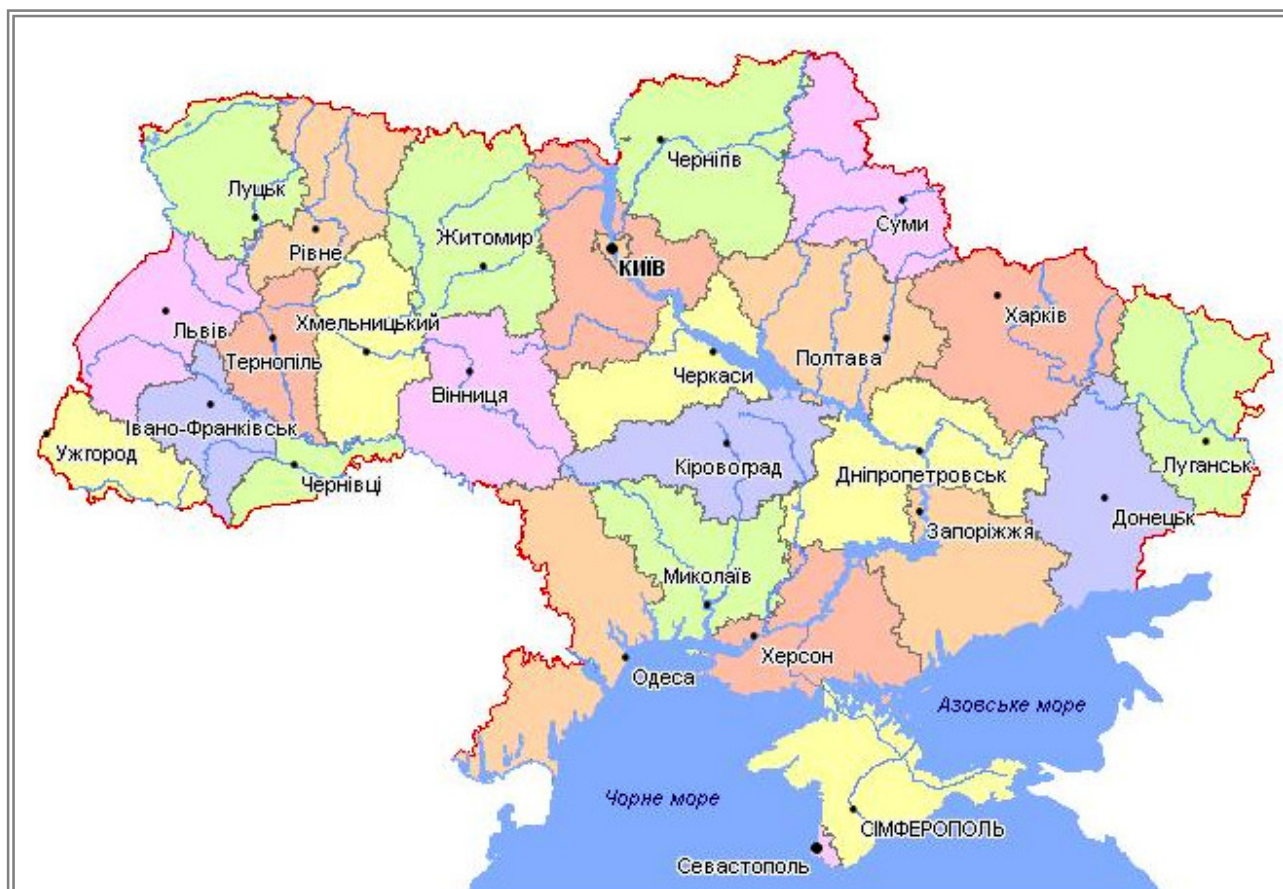 Чернігів
Луцьк
Суми
Рівне
Житомир
КИЇВ
Львів
Хмельницький
Харків
Тернопіль
Полтава
Черкаси
Вінниця
Івано-Франківськ
Ужгород
Кіровоград
Луганськ
Чернівці
Дніпропетровськ
Донецьк
Запоріжжя
Миколаїв
Херсон
Одеса
Азовське море
Чорне море
СІМФЕРОПОЛЬ
Севастополь